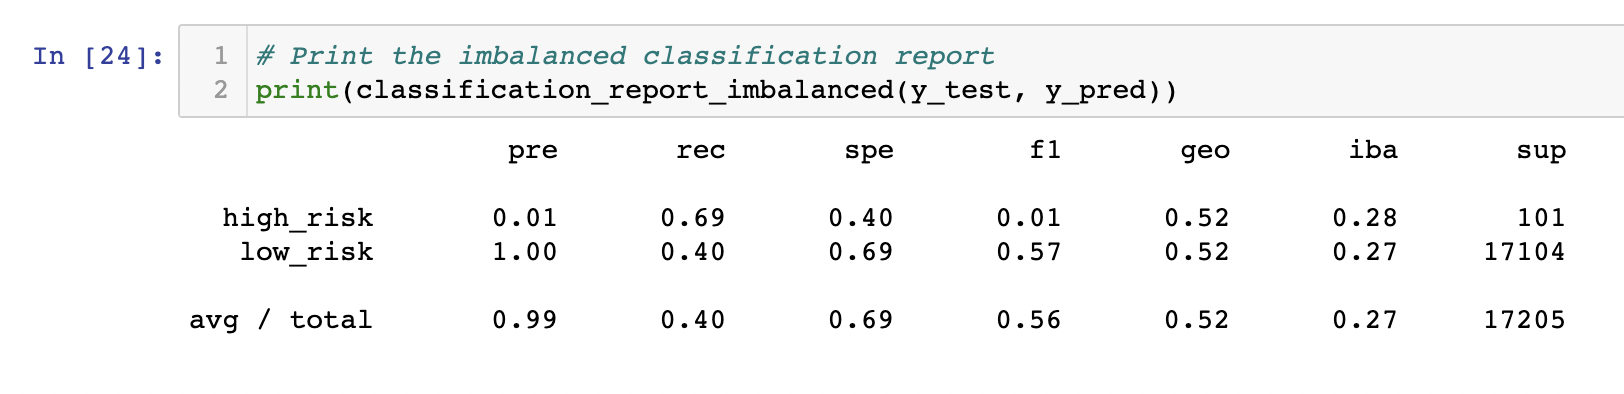 In [24]:
1 # Print the imbalanced classification report
2 print(classification_report_imbalanced(y_test, y_pred))
pre rec spe f1 geo iba sup
high_risk 0.01 0.69 0.40 0.01 0.52 0.28 101
low_risk 1.00 0.40 0.69 0.57 0.52 0.27 17104
avg / total 0.99 0.40 0.69 0.56 0.52 0.27 17205